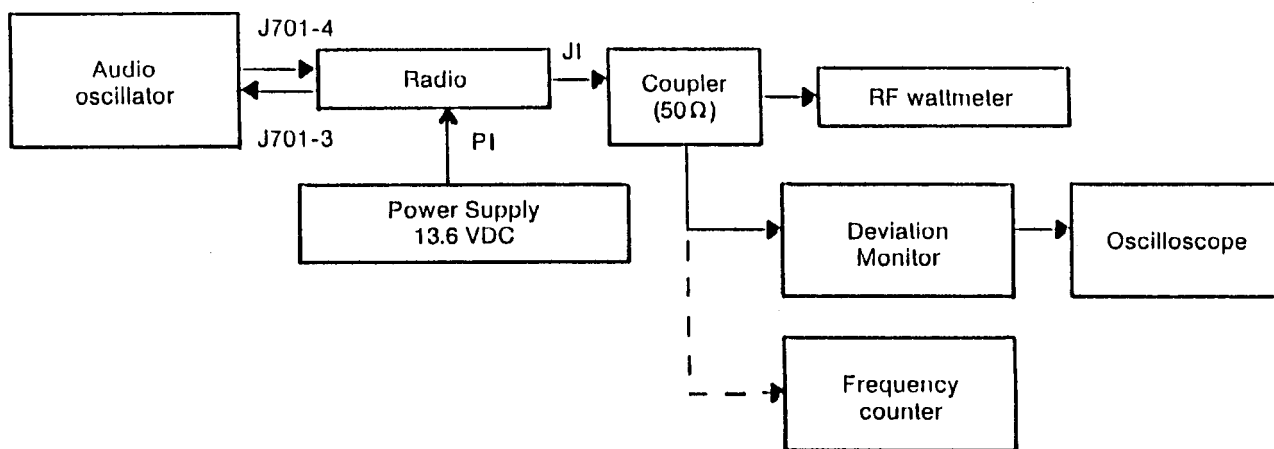 J701-4
Audio
oscillator
J701-3
Radio
J1
P1
Power Supply
13.6 VDC
Coupler
(50Ω)
RF wattmeter
Deviation
Monitor
Oscilloscope
Frequency
counter